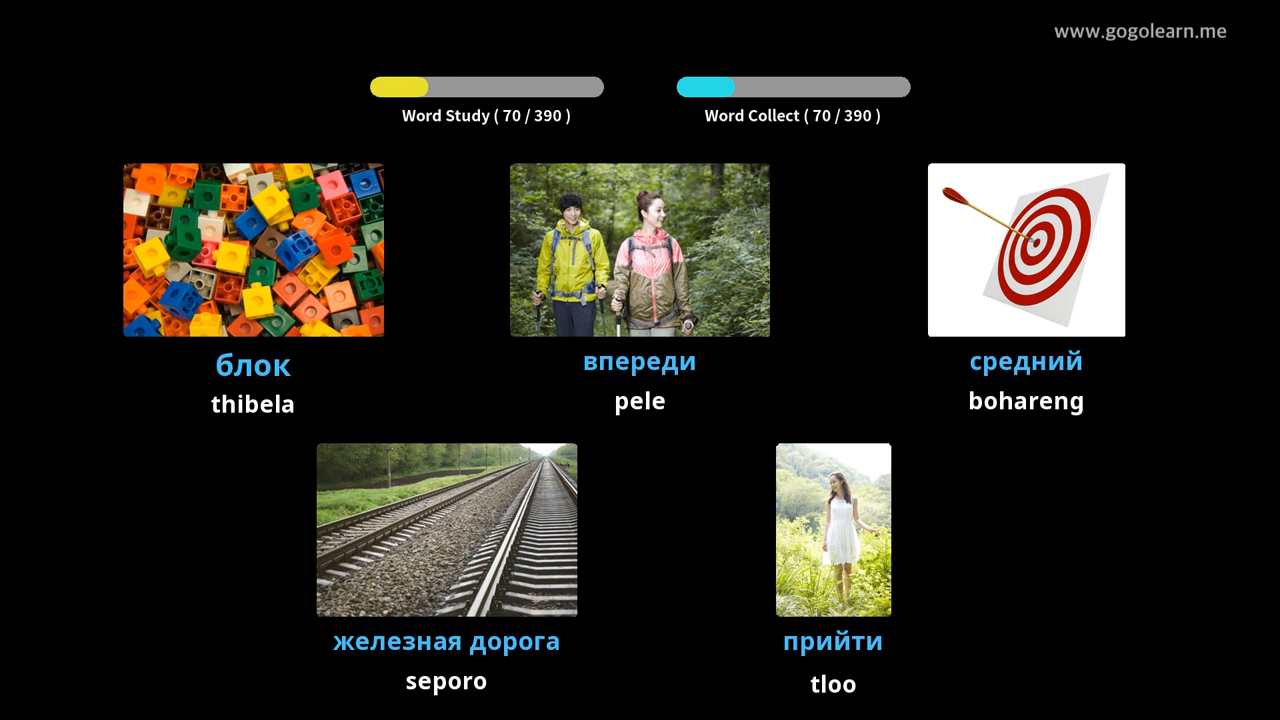 www.gogolearn.me
Word Study ( 70 / 390 )
Word Collect ( 70 / 390 )
блок
thibela
впереди
pele
средний
bohareng
железная дорога
seporo
прийти
tloo